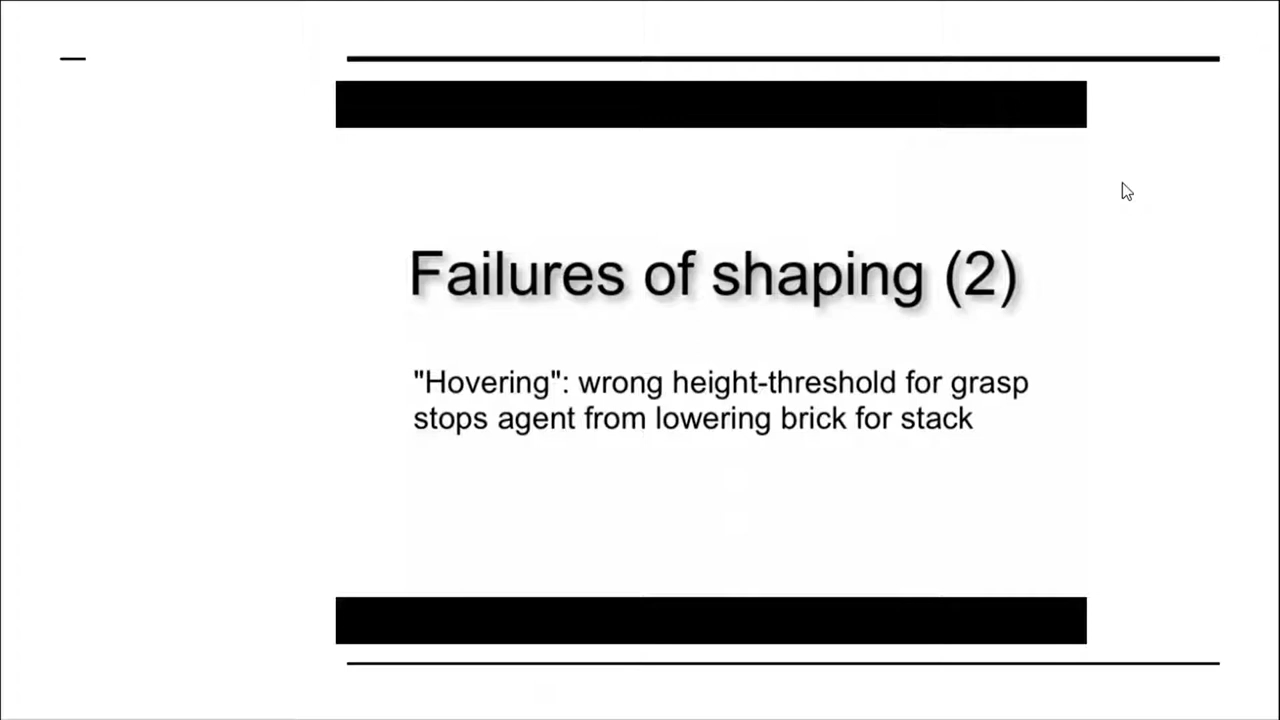 Failures of shaping (2)
"Hovering": wrong height-threshold for grasp
stops agent from lowering brick for stack